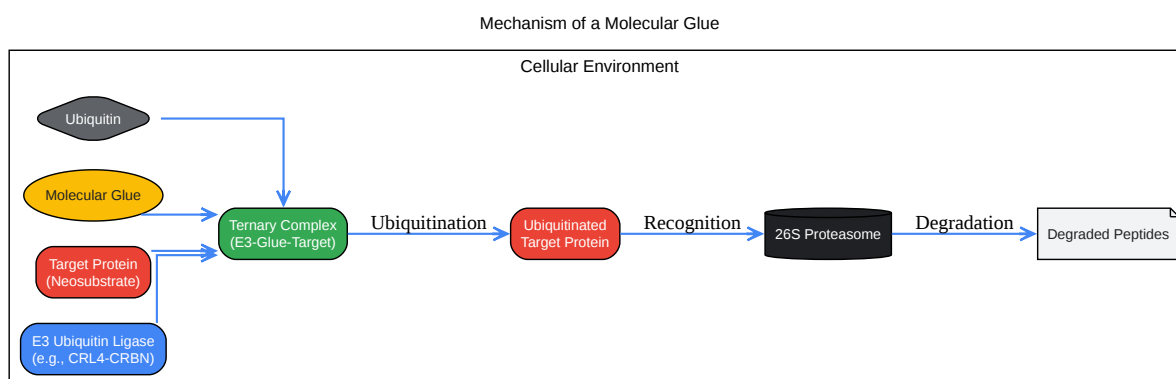 Mechanism of a Molecular Glue
Cellular Environment
Ubiquitin
Molecular Glue
Target Protein
(Neosubstrate)
E3 Ubiquitin Ligase
(e.g., CRL4-CRBN)
Ternary Complex
(E3-Glue-Target)
Ubiquitination
Ubiquitinated
Target Protein
Recognition
26S Proteasome
Degradation
Degraded Peptides